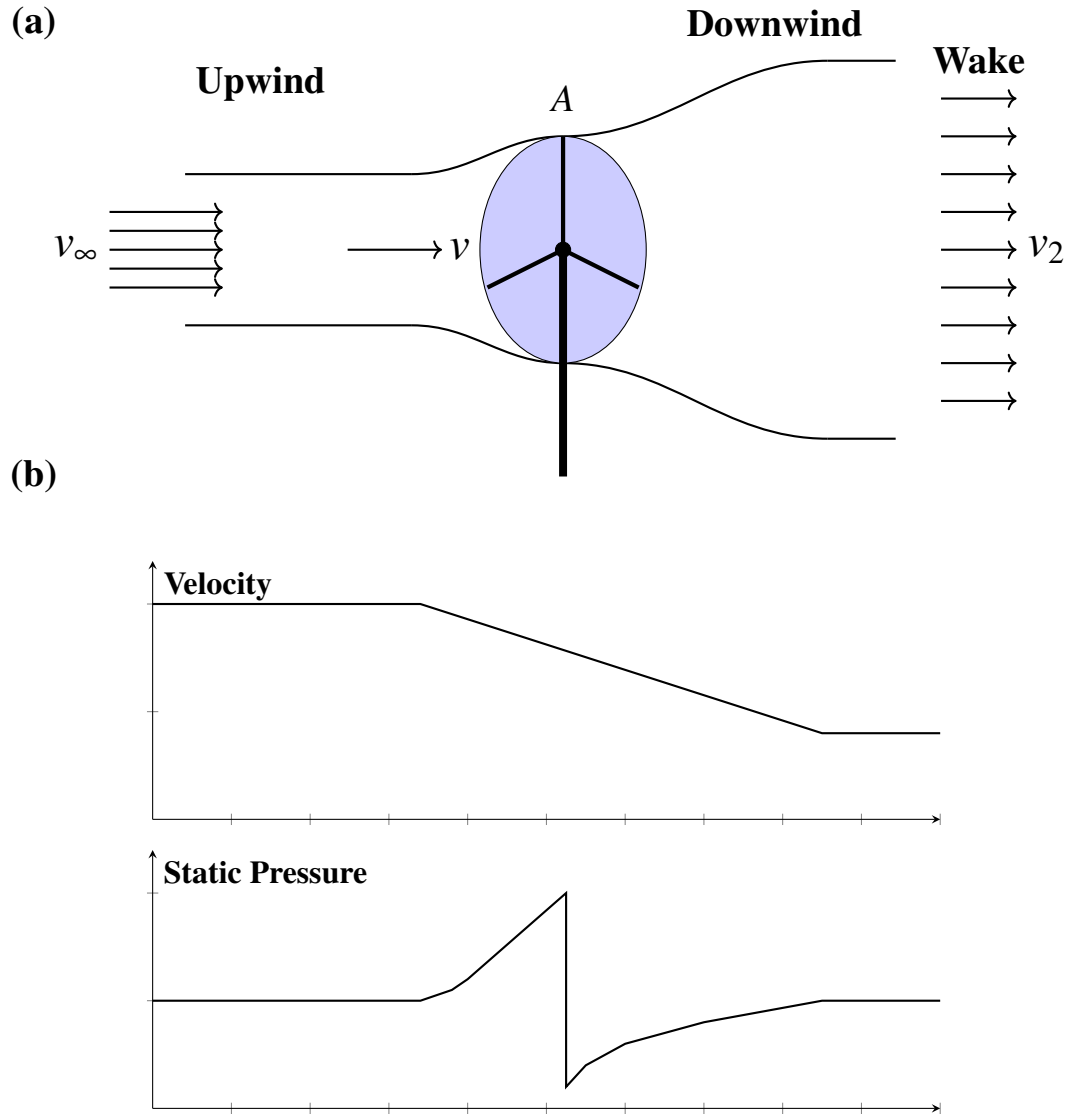 (a)
Downwind
Upwind
Wake
A
v∞
v
v2
(b)
Velocity
Static Pressure